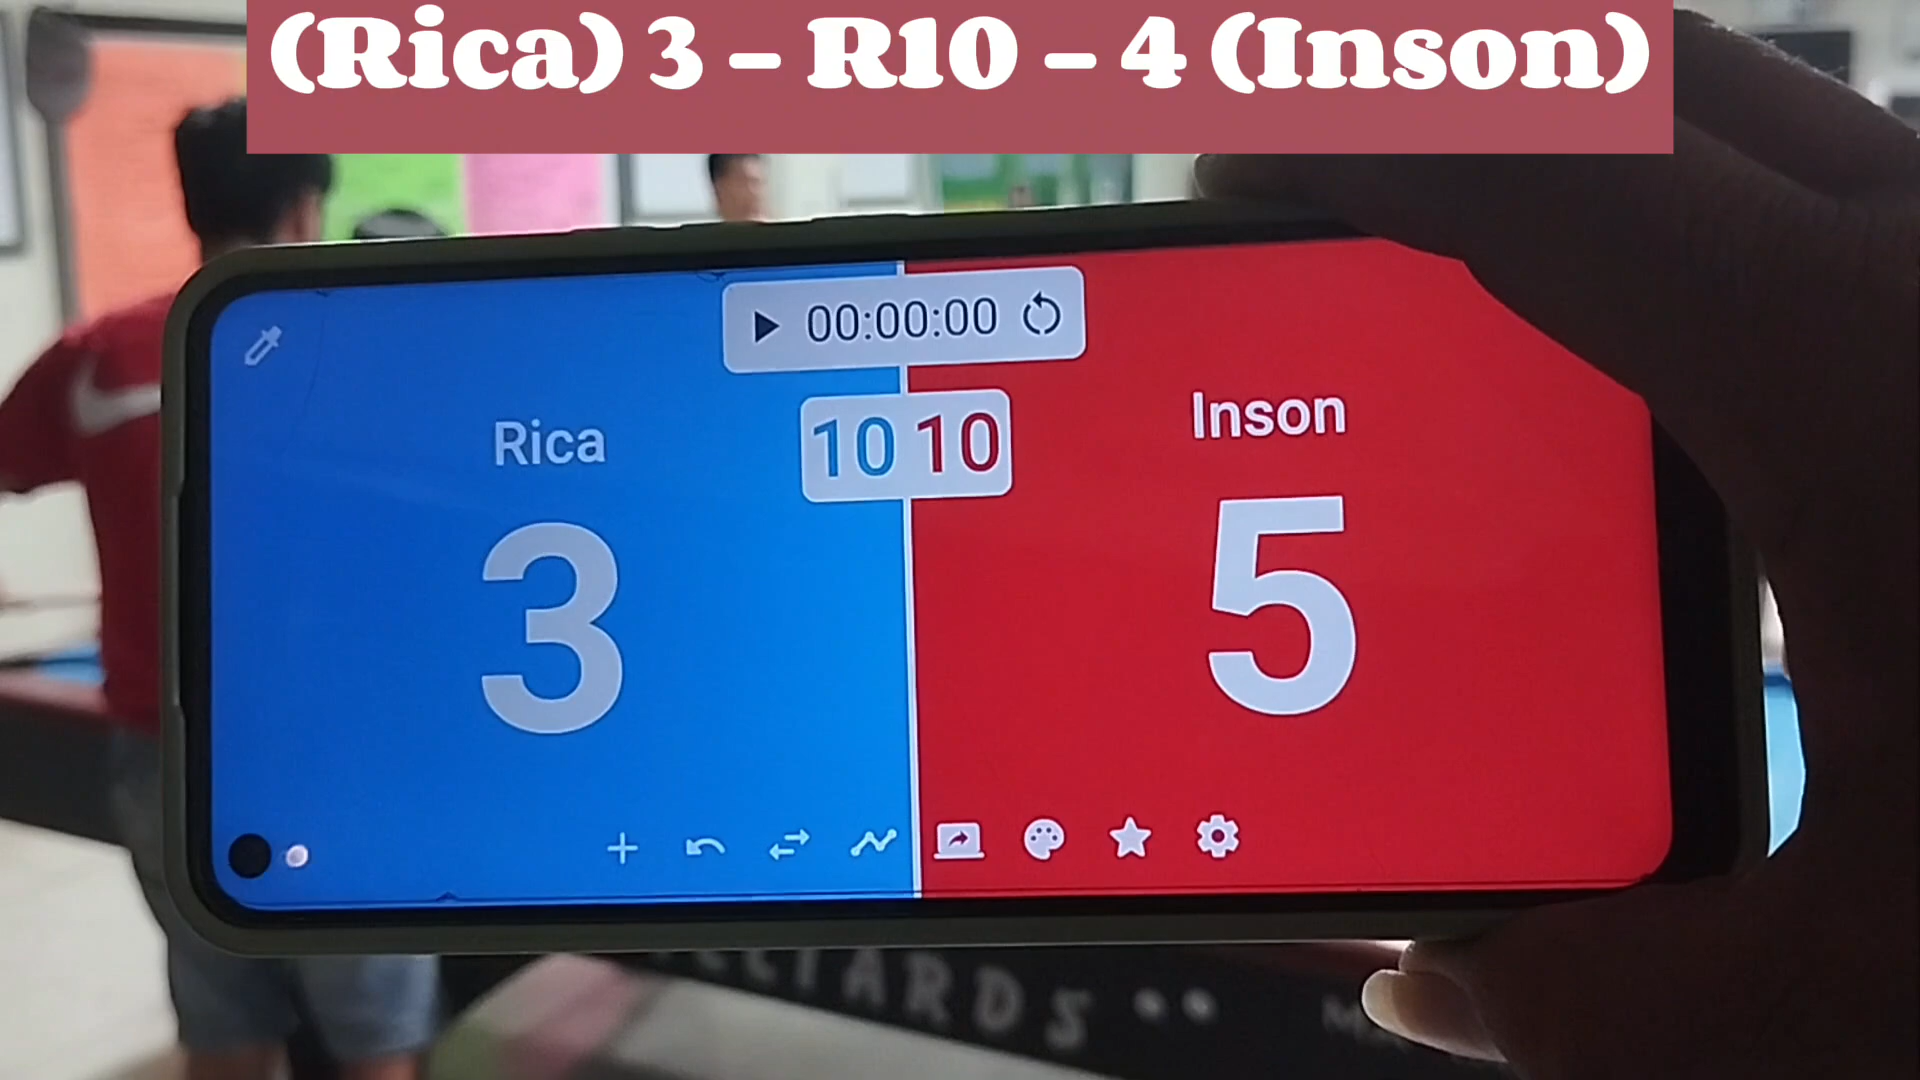 (Rica) 3 - R10 - 4 (Inson)
00:00:00
10 10
Rica
Inson
3
5